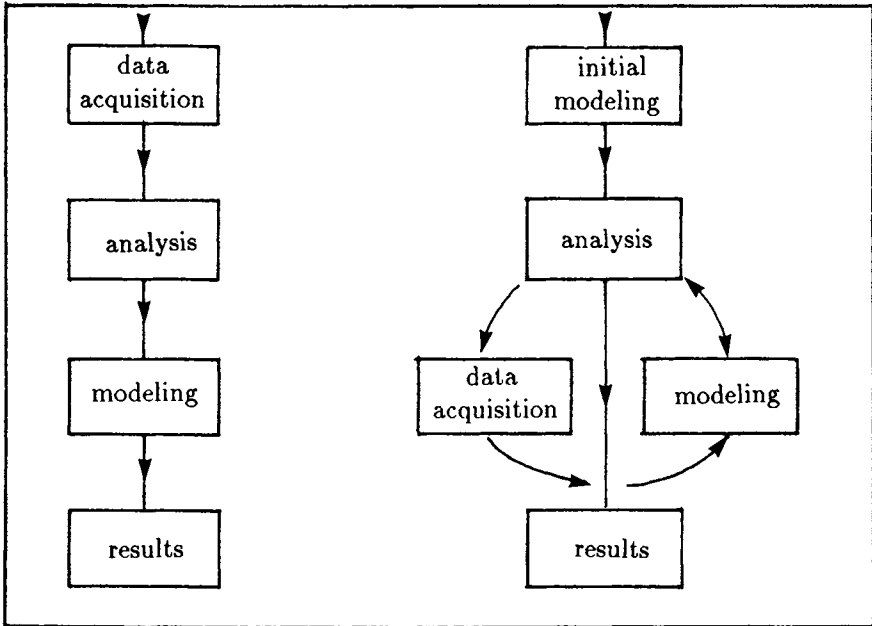 data
acquisition
analysis
modeling
results
initial
modeling
analysis
data
acquisition
modeling
results